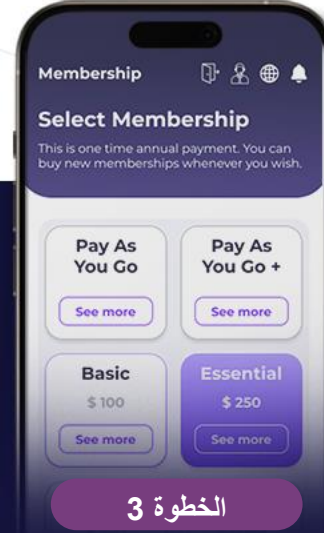 Membership
Select Membership
This is one time annual payment. You can
buy new memberships whenever you wish.
Pay As
You Go
See more
Pay As
You Go +
See more
Basic
$ 100
See more
Essential
$ 250
See more
الخطوة 3